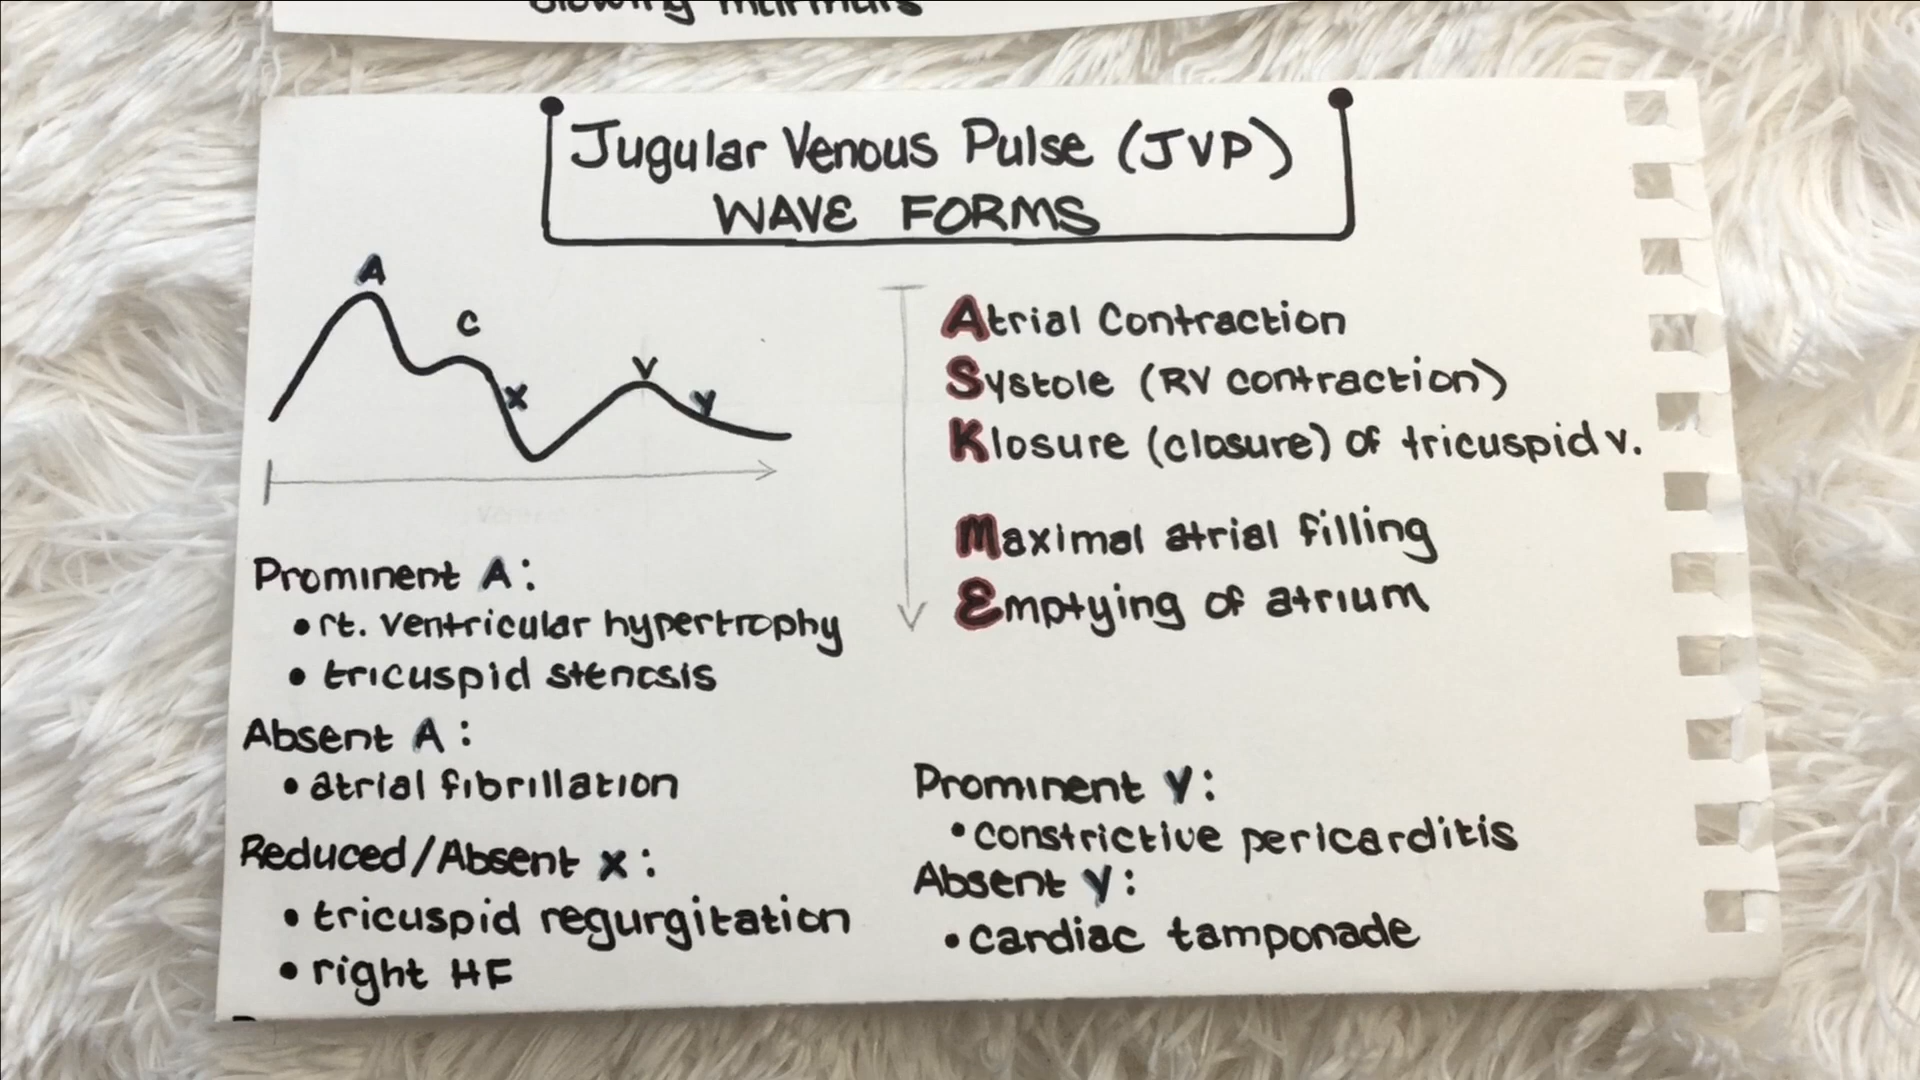 Jugular Venous Pulse (JVP)
WAVE FORMS
A
C
X
V
Y
Atrial Contraction
Systole (RV contraction)
Klosure (closure) of tricuspid v.
Maximal atrial filling
Emptying of atrium
Prominent A:
• rt. ventricular hypertrophy
• tricuspid stenosis
Absent A:
• atrial fibrillation
Reduced/Absent x:
• tricuspid regurgitation
• right HF
Prominent Y:
• constrictive pericarditis
Absent Y:
• cardiac tamponade